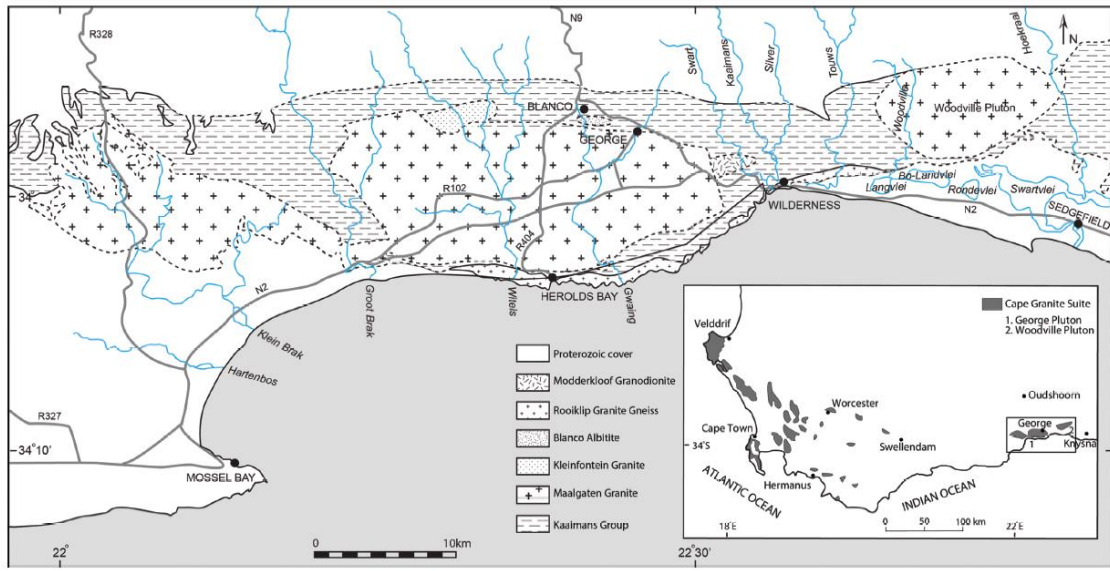 R328
N9
Swart
Kaaimans
Silver
Touws
Hoekraal
N
BLANCO
GEORGE
Woodville
Woodville Pluton
34°
R102
R404
Langvlei
Bo-Landvlei
Rondevlei
Swartvlei
WILDERNESS
N2
SEDGEFIELD
N2
HEROLDS BAY
Groot Brak
Witels
Gwaing
Klein Brak
Hartenbos
R327
34°10'
MOSSEL BAY
Proterozoic cover
Modderkloof Granodionite
Rooiklip Granite Gneiss
Blanco Albitite
Kleinfontein Granite
Maalgaten Granite
Kaaimans Group
0
10km
22°
22°30'
Cape Granite Suite
1. George Pluton
2. Woodville Pluton
Velddrif
Oudshoorn
Worcester
Cape Town
George
2
1
Knysna
Swellendam
34°S
Hermanus
ATLANTIC OCEAN
INDIAN OCEAN
0 50 100 km
18°E
22°E